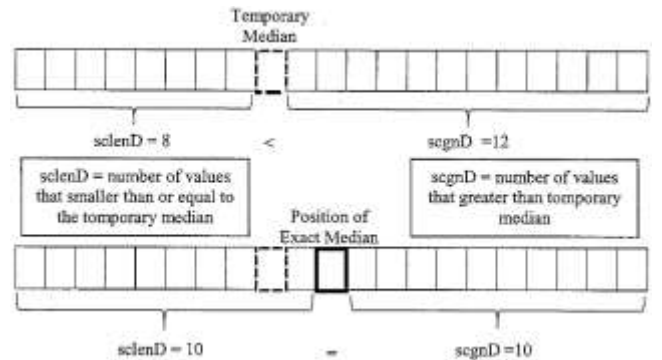 Temporary
Median
sclenD = 8
<
scgnD =12
sclenD = number of values
that smaller than or equal to
the temporary median
scgnD = number of values
that greater than temporary
median
Position of
Exact Median
sclenD = 10
=
scgnD =10